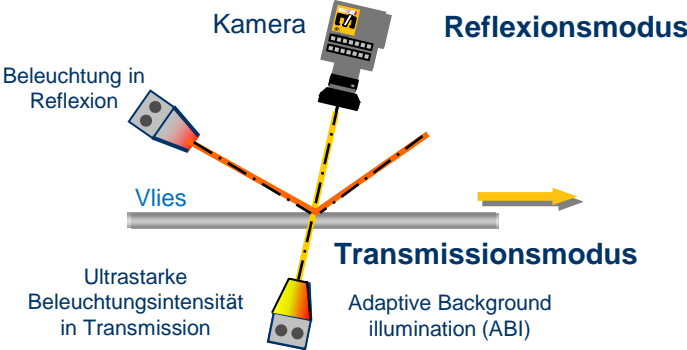 Kamera
Reflexionsmodus
Beleuchtung in
Reflexion
Vlies
Transmissionsmodus
Ultrastarke
Beleuchtungsintensität
in Transmission
Adaptive Background
illumination (ABI)